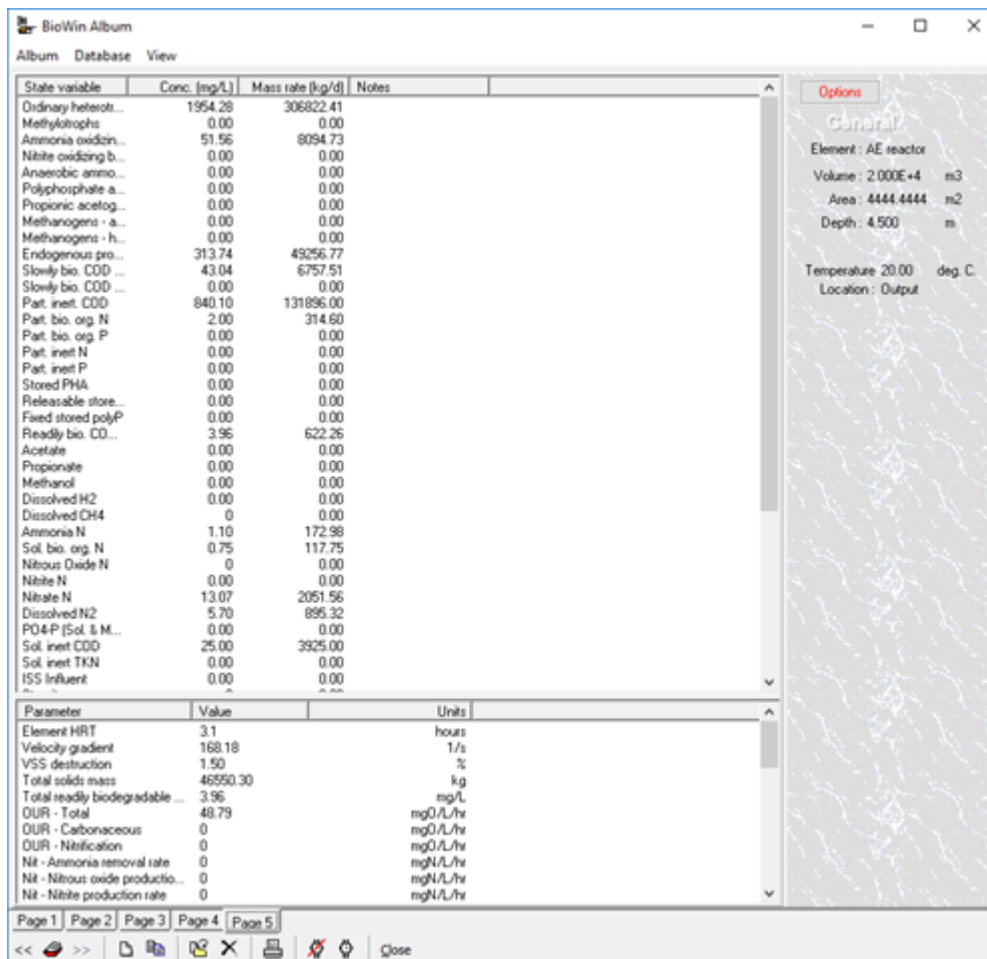 BioWin Album
Album Database View
State variable Conc. (mg/L) Mass rate (kg/d) Notes
Ordinary heterotr... 1954.28 306822.41
Methylotrophs 0.00 0.00
Ammonia oxidizin... 51.56 8094.73
Nitrite oxidizing b... 0.00 0.00
Anaerobic ammo... 0.00 0.00
Polyphosphate a... 0.00 0.00
Propionic acetog... 0.00 0.00
Methanogens - a... 0.00 0.00
Methanogens - h... 0.00 0.00
Endogenous pro... 313.74 49256.77
Slowly bio. COD ... 43.04 6757.51
Slowly bio. COD ... 0.00 0.00
Part. inert. COD 840.10 131896.00
Part. bio. org. N 2.00 314.60
Part. bio. org. P 0.00 0.00
Part. inert N 0.00 0.00
Part. inert P 0.00 0.00
Stored PHA 0.00 0.00
Releasable store... 0.00 0.00
Fixed stored polyP 0.00 0.00
Readily bio. CO... 3.96 622.26
Acetate 0.00 0.00
Propionate 0.00 0.00
Methanol 0.00 0.00
Dissolved H2 0.00 0.00
Dissolved CH4 0 0.00
Ammonia N 1.10 172.98
Sol. bio. org. N 0.75 117.75
Nitrous Oxide N 0 0.00
Nitrite N 0.00 0.00
Nitrate N 13.07 2051.56
Dissolved N2 5.70 895.32
PO4-P (Sol. & M... 0.00 0.00
Sol. inert COD 25.00 3925.00
Sol. inert TKN 0.00 0.00
ISS Influent 0.00 0.00
Options
General
Element : AE reactor
Volume : 2.000E+4 m3
Area : 4444.4444 m2
Depth : 4.500 m
Temperature 20.00 deg. C.
Location : Output
Parameter Value Units
Element HRT 3.1 hours
Velocity gradient 168.18 1/s
VSS destruction 1.50 %
Total solids mass 46550.30 kg
Total readily biodegradable ... 3.96 mg/L
OUR - Total 48.79 mgO/L/hr
OUR - Carbonaceous 0 mgO/L/hr
OUR - Nitrification 0 mgO/L/hr
Nit - Ammonia removal rate 0 mgN/L/hr
Nit - Nitrous oxide productio... 0 mgN/L/hr
Nit - Nitrite production rate 0 mgN/L/hr
Page 1 Page 2 Page 3 Page 4 Page 5
<< >> Close